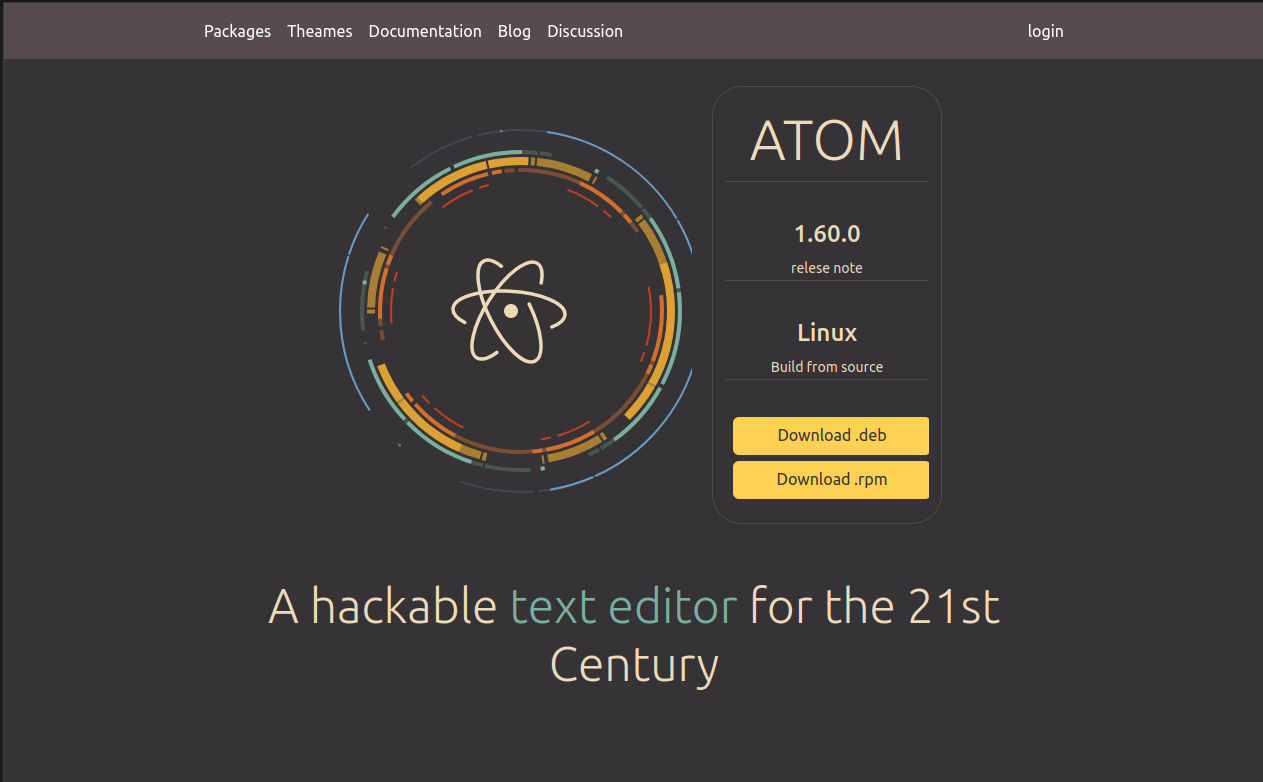 Packages Theames Documentation Blog Discussion login
ATOM
1.60.0
relese note
Linux
Build from source
Download .deb
Download .rpm
A hackable text editor for the 21st
Century